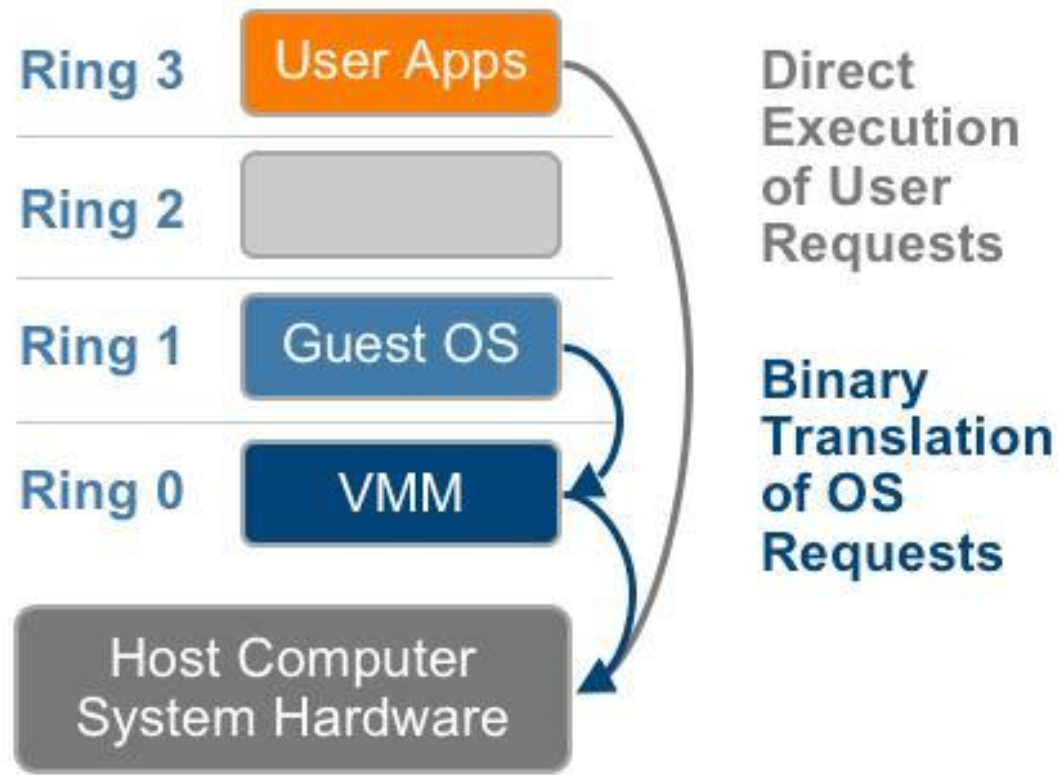 Ring 3
User Apps
Direct
Execution
of User
Requests
Ring 2
Ring 1
Guest OS
Binary
Translation
of OS
Requests
Ring 0
VMM
Host Computer
System Hardware